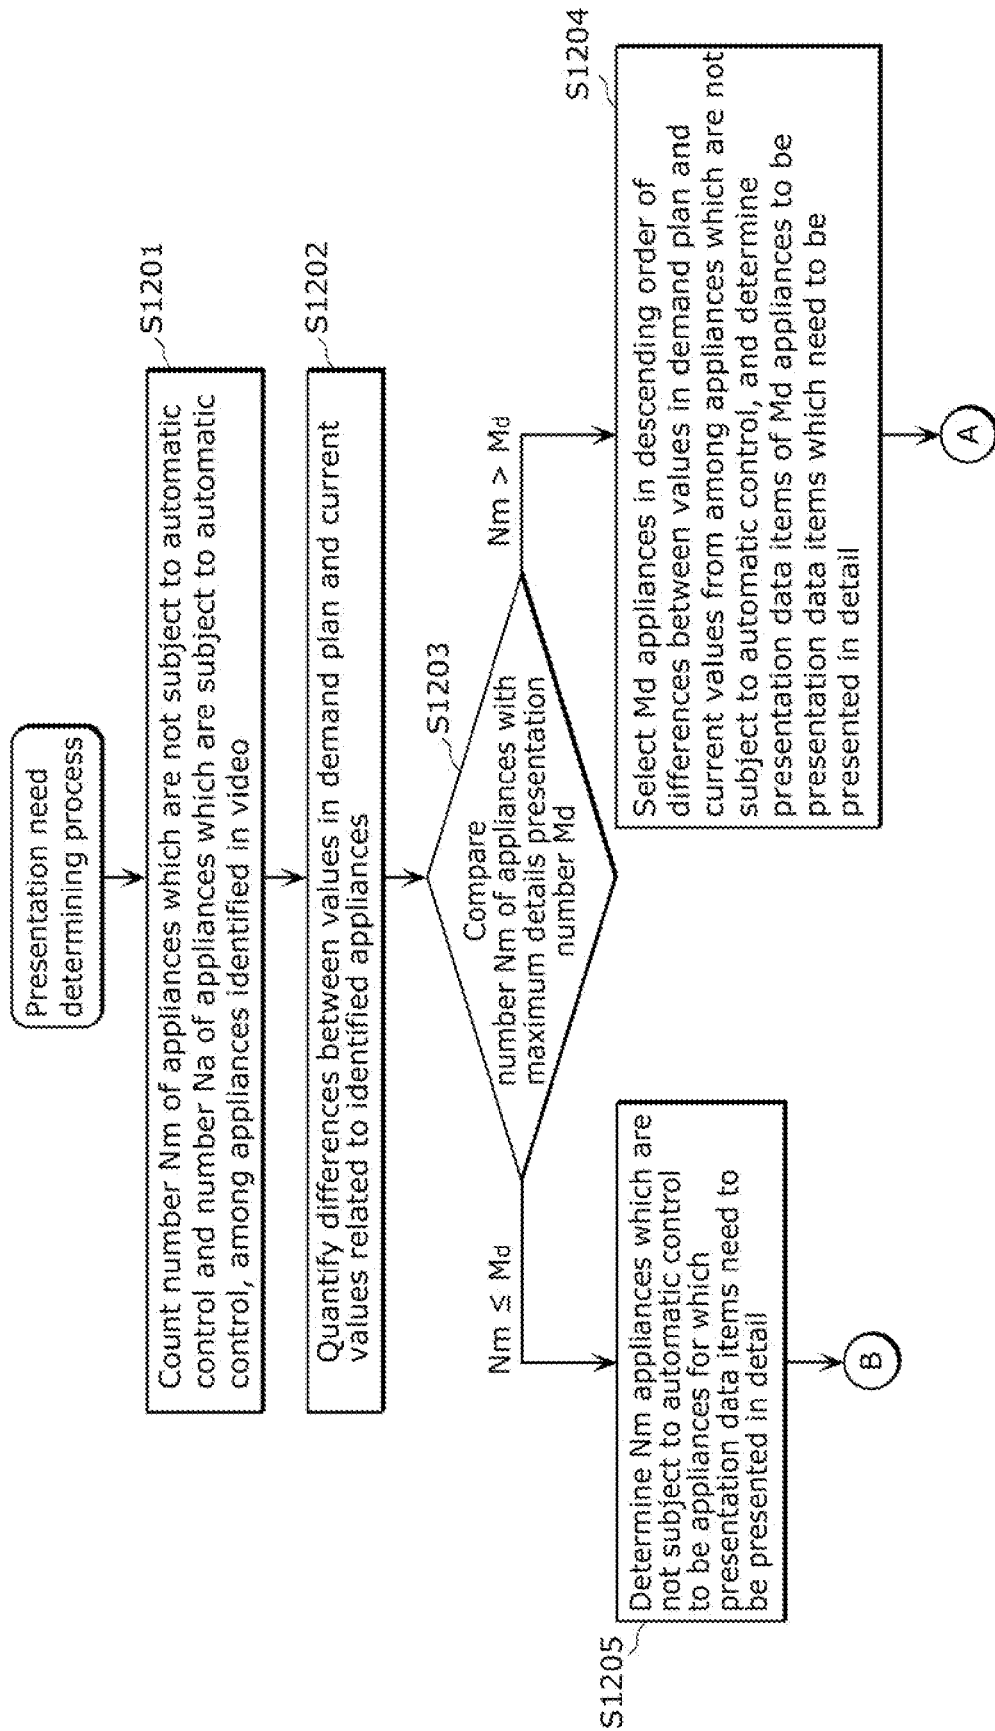 Presentation need
determining process
S1201
Count number Nm of appliances which are not subject to automatic
control and number Na of appliances which are subject to automatic
control, among appliances identified in video
S1202
Quantify differences between values in demand plan and current
values related to identified appliances
S1203
Compare
number Nm of appliances with
maximum details presentation
number Md
Nm ≤ Md
Nm > Md
S1205
Determine Nm appliances which are
not subject to automatic control
to be appliances for which
presentation data items need to
be presented in detail
B
S1204
Select Md appliances in descending order of
differences between values in demand plan and
current values from among appliances which are not
subject to automatic control, and determine
presentation data items of Md appliances to be
presentation data items which need to be
presented in detail
A